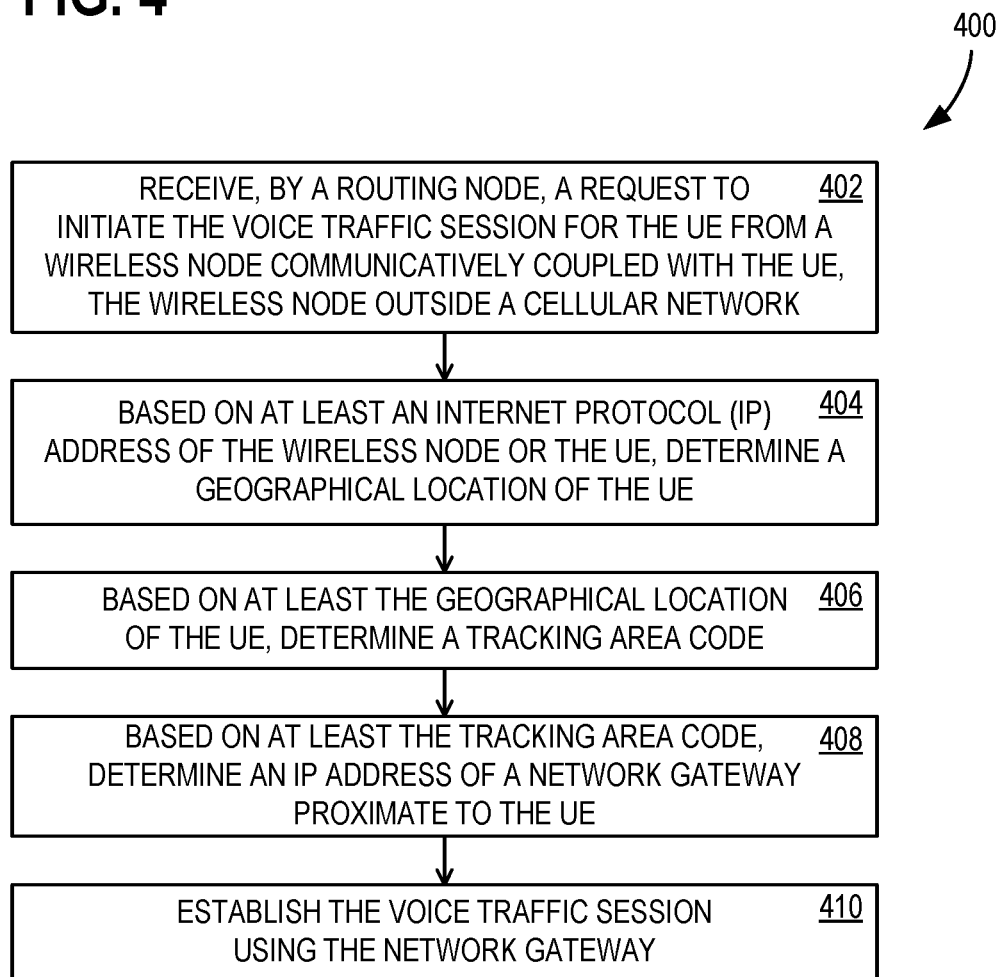 FIG. 4
400
RECEIVE, BY A ROUTING NODE, A REQUEST TO 402
INITIATE THE VOICE TRAFFIC SESSION FOR THE UE FROM A
WIRELESS NODE COMMUNICATIVELY COUPLED WITH THE UE,
THE WIRELESS NODE OUTSIDE A CELLULAR NETWORK
BASED ON AT LEAST AN INTERNET PROTOCOL (IP) 404
ADDRESS OF THE WIRELESS NODE OR THE UE, DETERMINE A
GEOGRAPHICAL LOCATION OF THE UE
BASED ON AT LEAST THE GEOGRAPHICAL LOCATION 406
OF THE UE, DETERMINE A TRACKING AREA CODE
BASED ON AT LEAST THE TRACKING AREA CODE, 408
DETERMINE AN IP ADDRESS OF A NETWORK GATEWAY
PROXIMATE TO THE UE
ESTABLISH THE VOICE TRAFFIC SESSION 410
USING THE NETWORK GATEWAY